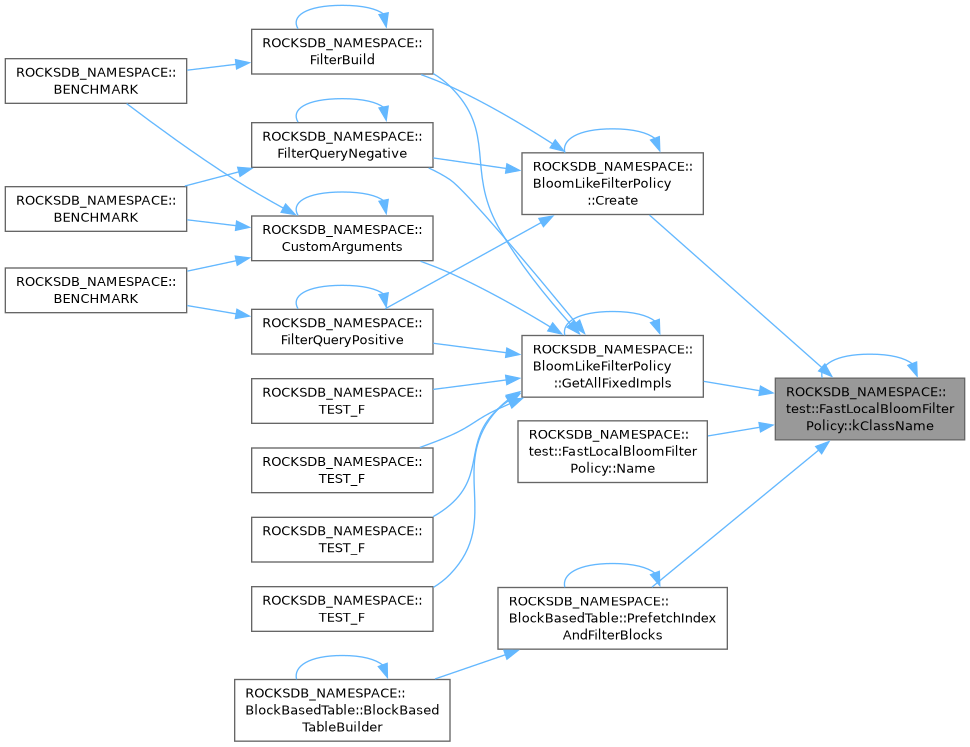 ROCKSDB_NAMESPACE::
FilterBuild
ROCKSDB_NAMESPACE::
BENCHMARK
ROCKSDB_NAMESPACE::
FilterQueryNegative
ROCKSDB_NAMESPACE::
BloomLikeFilterPolicy
::Create
ROCKSDB_NAMESPACE::
BENCHMARK
ROCKSDB_NAMESPACE::
CustomArguments
ROCKSDB_NAMESPACE::
BENCHMARK
ROCKSDB_NAMESPACE::
FilterQueryPositive
ROCKSDB_NAMESPACE::
BloomLikeFilterPolicy
::GetAllFixedImpls
ROCKSDB_NAMESPACE::
TEST_F
ROCKSDB_NAMESPACE::
test::FastLocalBloomFilter
Policy::kClassName
ROCKSDB_NAMESPACE::
test::FastLocalBloomFilter
Policy::Name
ROCKSDB_NAMESPACE::
TEST_F
ROCKSDB_NAMESPACE::
TEST_F
ROCKSDB_NAMESPACE::
TEST_F
ROCKSDB_NAMESPACE::
BlockBasedTable::PrefetchIndex
AndFilterBlocks
ROCKSDB_NAMESPACE::
BlockBasedTable::BlockBased
TableBuilder